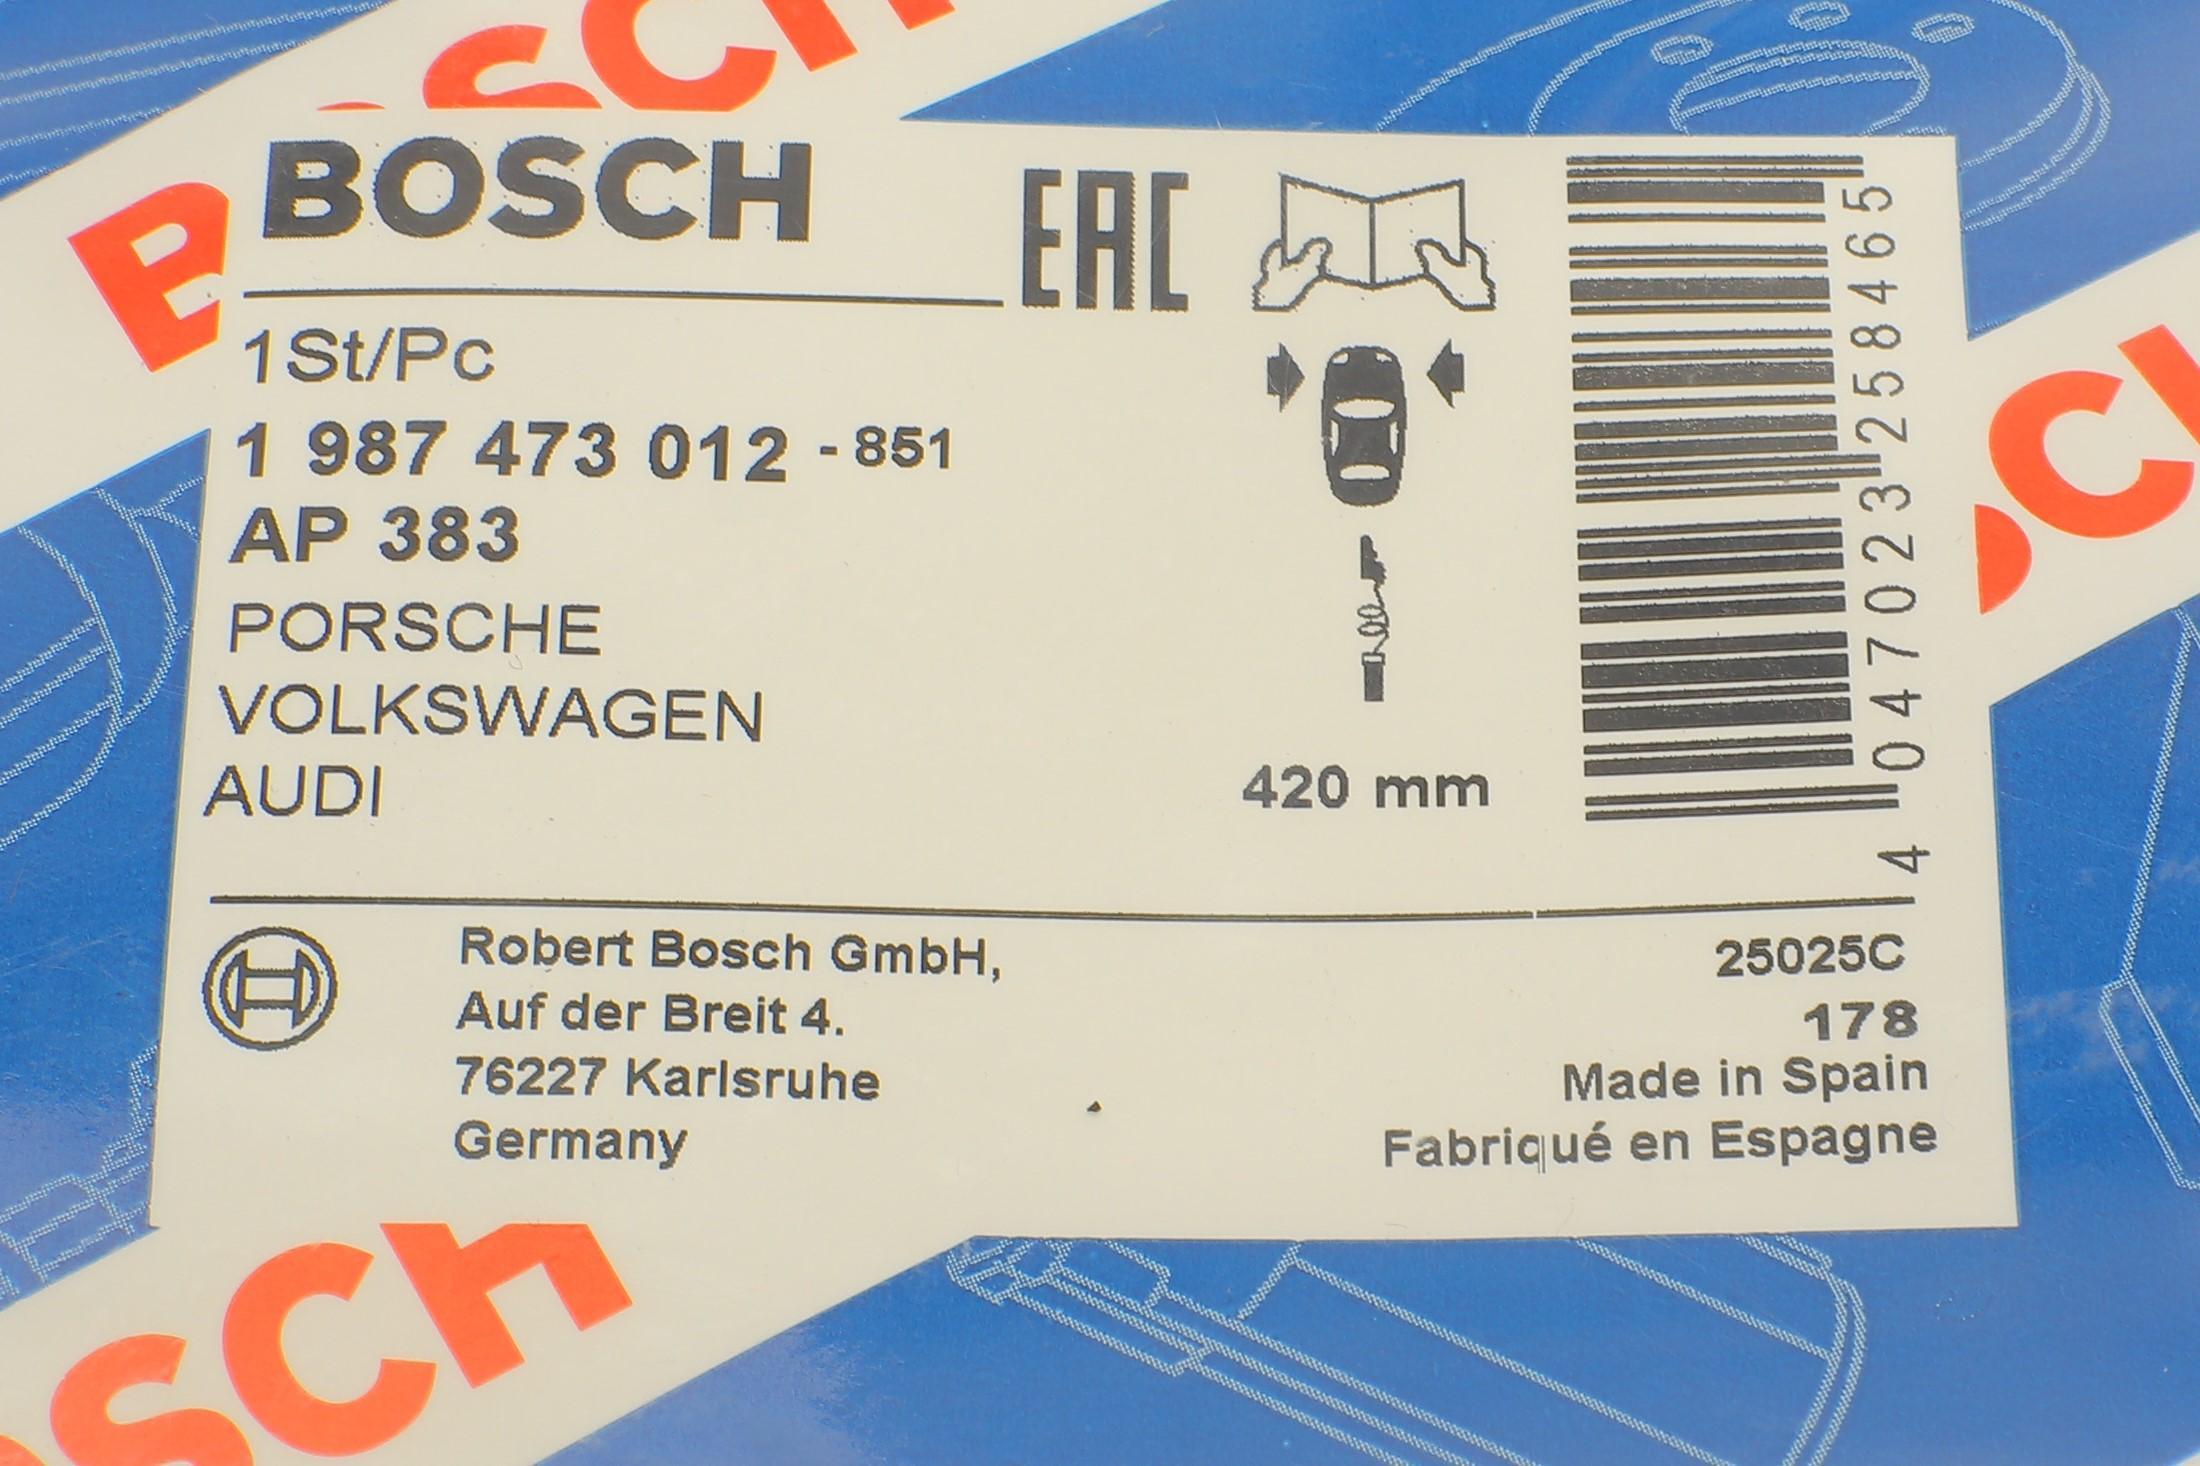 BOSCH
EAC
1St/Pc
1 987 473 012 - 851
AP 383
PORSCHE
VOLKSWAGEN
AUDI
420 mm
4 047023 258465
Robert Bosch GmbH,
Auf der Breit 4.
76227 Karlsruhe
Germany
25025C
178
Made in Spain
Fabriqué en Espagne